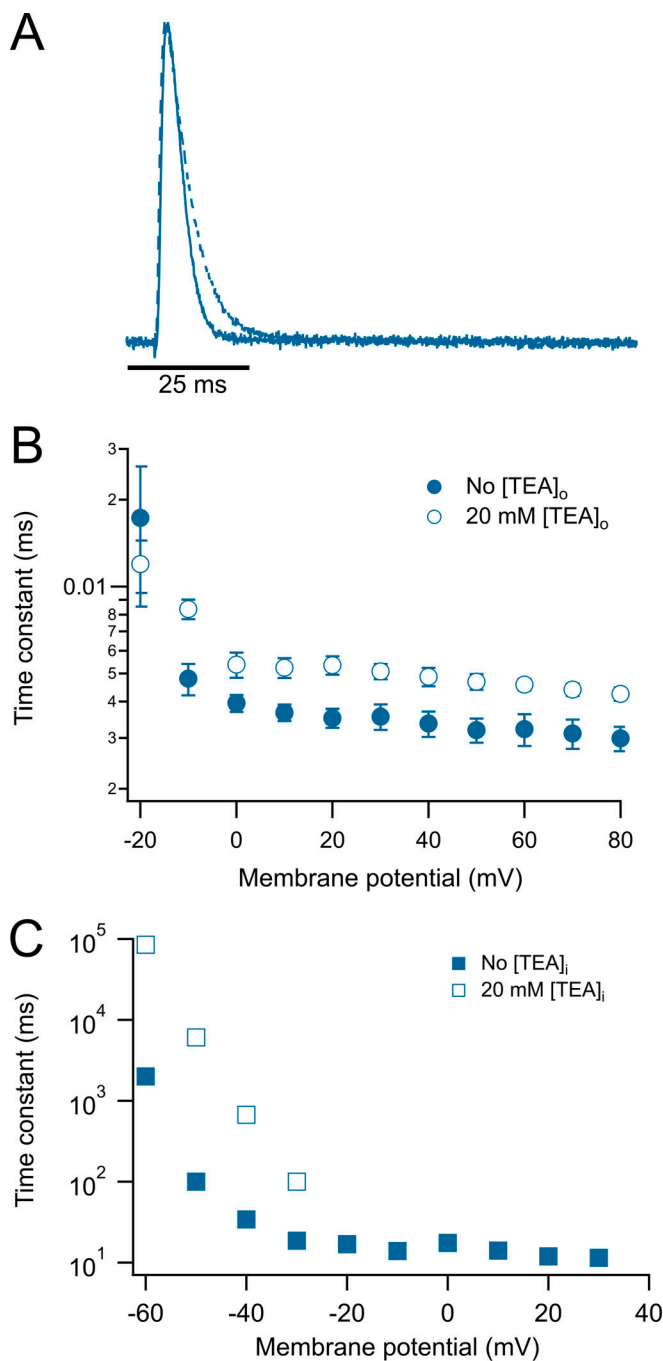 A
25 ms
B
Time constant (ms)
3
2
0.01
8
7
6
5
4
3
2
No [TEA]o
20 mM [TEA]o
-20 0 20 40 60 80
Membrane potential (mV)
C
Time constant (ms)
10^5
10^4
10^3
10^2
10^1
No [TEA]i
20 mM [TEA]i
-60 -40 -20 0 20 40
Membrane potential (mV)